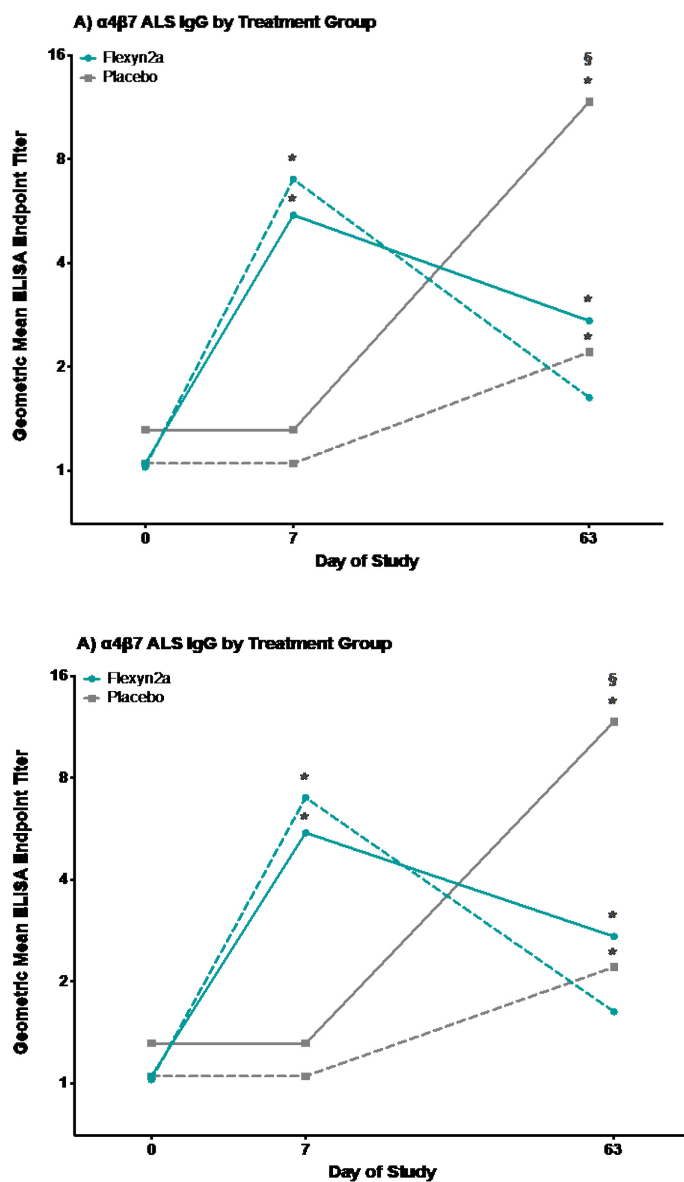 A) α4β7 ALS IgG by Treatment Group
16
Flexyn2a
Placebo
§
*
8
*
*
4
*
*
2
1
Geometric Mean ELISA Endpoint Titer
0 7 63
Day of Study
A) α4β7 ALS IgG by Treatment Group
16
Flexyn2a
Placebo
§
*
8
*
*
4
*
*
2
1
Geometric Mean ELISA Endpoint Titer
0 7 63
Day of Study